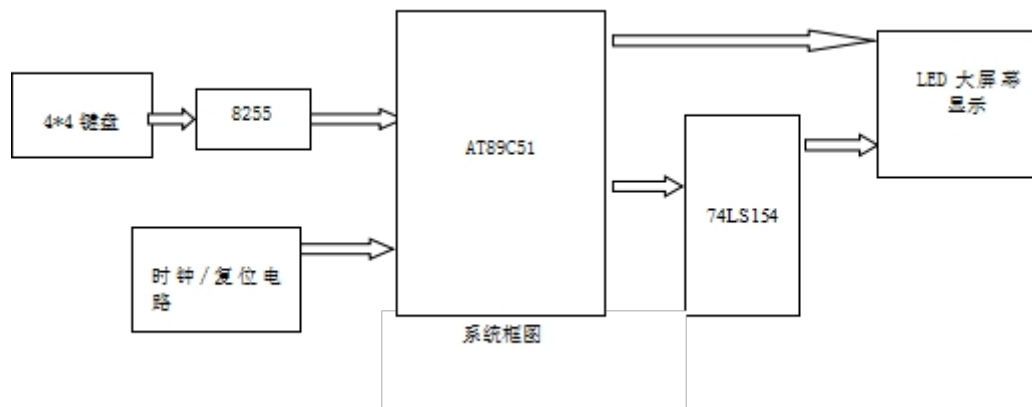 4*4 键盘
8255
AT89C51
LED 大屏幕
显示
74LS154
时钟/复位电
路
系统框图